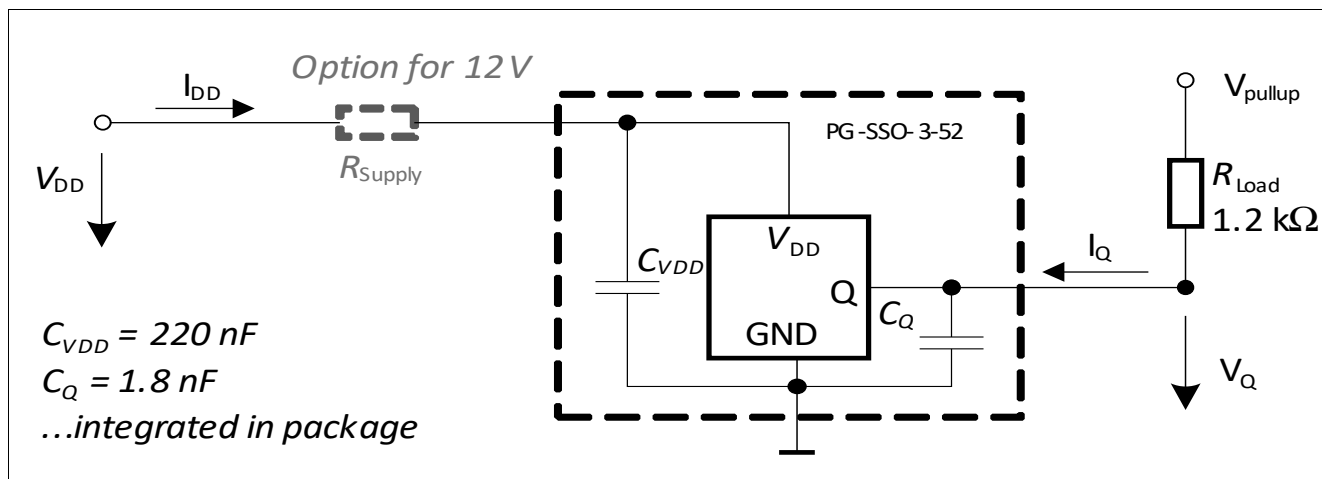 Option for 12V
I_DD
R_Supply
V_DD
PG-SSO-3-52
V_pullup
R_Load
1.2 kΩ
C_VDD
V_DD
Q
GND
C_Q
I_Q
V_Q
C_VDD = 220 nF
C_Q = 1.8 nF
...integrated in package